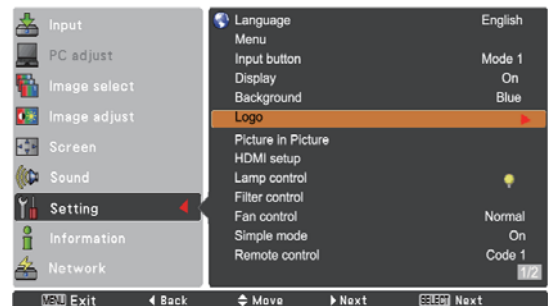 Input
PC adjust
Image select
Image adjust
Screen
Sound
Setting
Information
Network
Language English
Menu
Input button Mode 1
Display On
Background Blue
Logo
Picture in Picture
HDMI setup
Lamp control
Filter control
Fan control Normal
Simple mode On
Remote control Code 1
1/2
MENU Exit Back Move Next SELECT Next